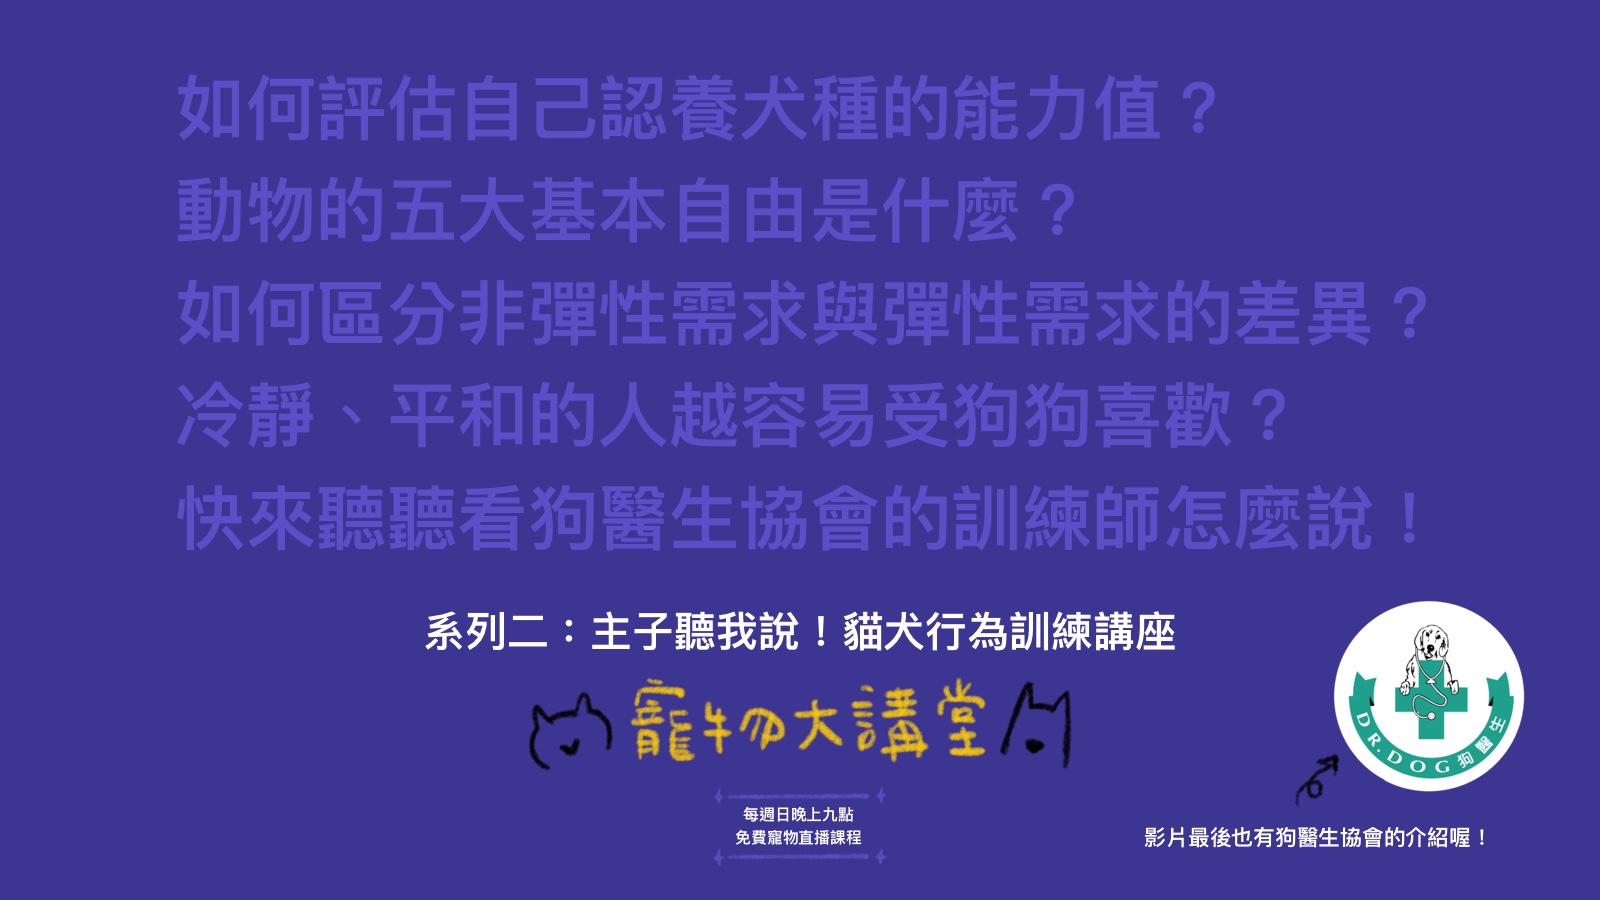 如何評估自己認養犬種的能力值？
動物的五大基本自由是什麼？
如何區分非彈性需求與彈性需求的差異？
冷靜、平和的人越容易受狗狗喜歡？
快來聽聽看狗醫生協會的訓練師怎麼說！
系列二：主子聽我說！貓犬行為訓練講座
寵物大講堂
每週日晚上九點
免費寵物直播課程
DR.DOG狗醫生
影片最後也有狗醫生協會的介紹喔！